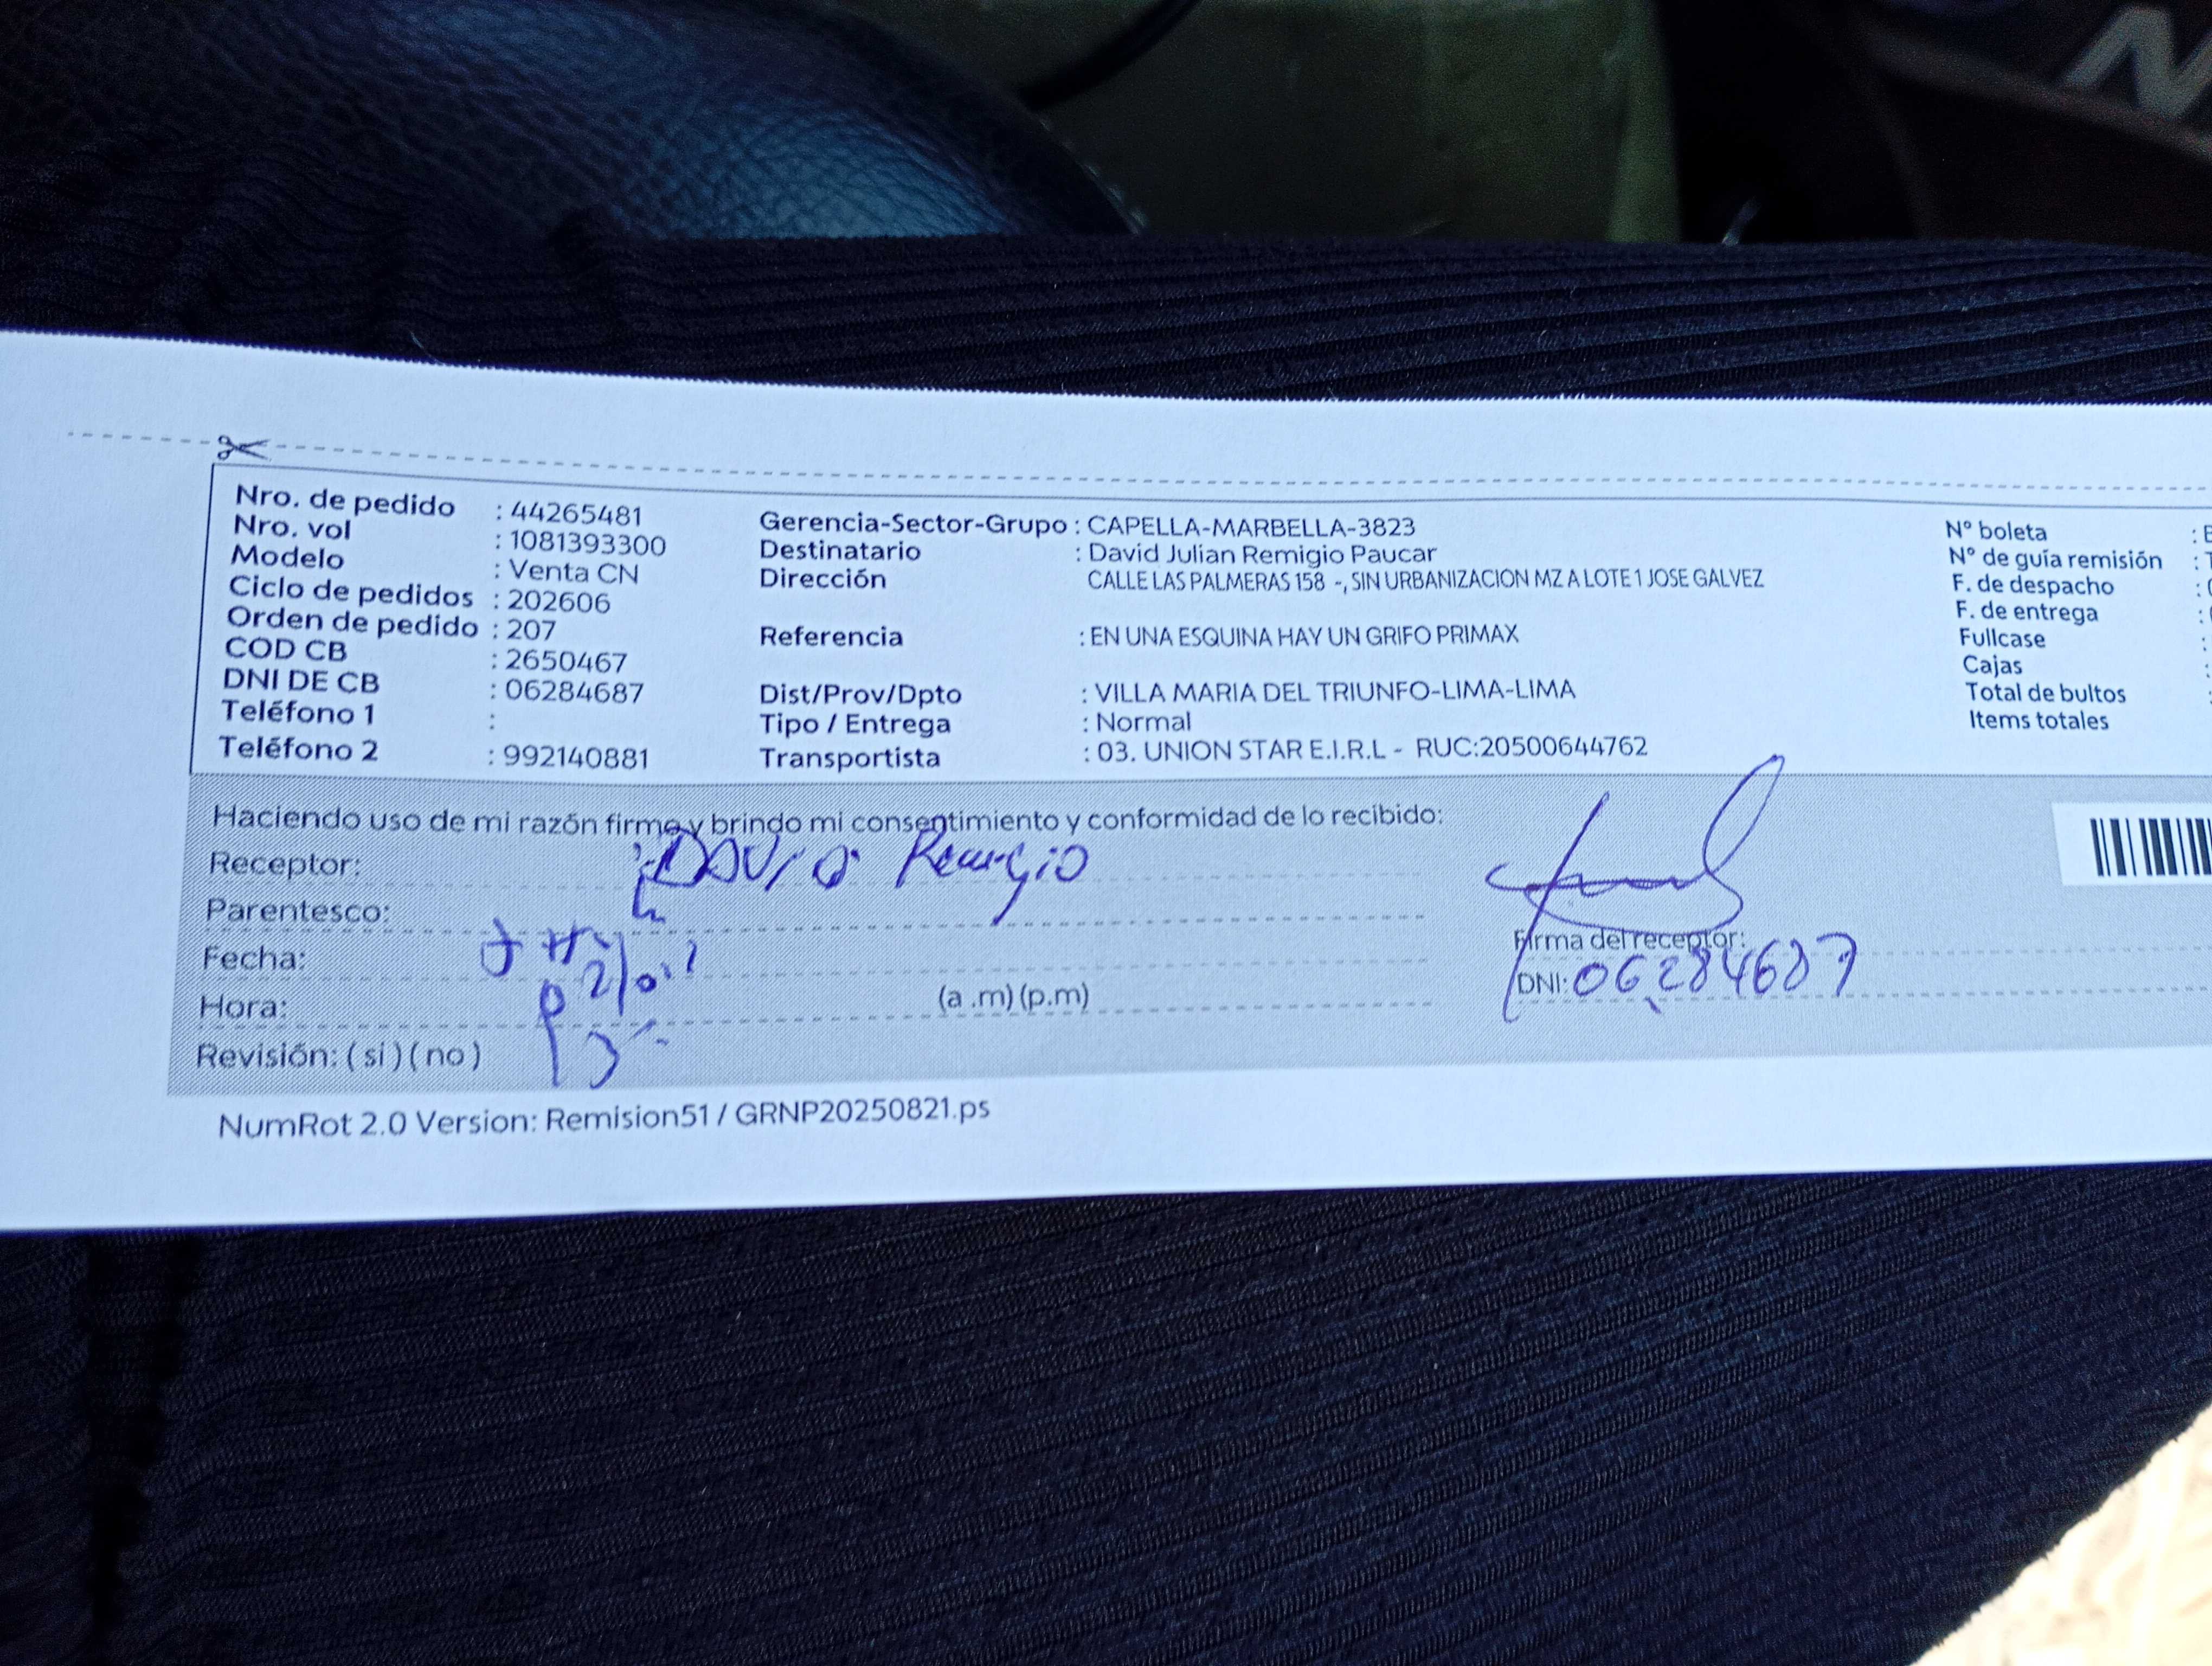 Nro. de pedido : 44265481
Nro. vol : 1081393300
Modelo : Venta CN
Ciclo de pedidos : 202606
Orden de pedido : 207
COD CB : 2650467
DNI DE CB : 06284687
Teléfono 1 :
Teléfono 2 : 992140881
Gerencia-Sector-Grupo : CAPELLA-MARBELLA-3823
Destinatario : David Julian Remigio Paucar
Dirección CALLE LAS PALMERAS 158 -, SIN URBANIZACION MZ A LOTE 1 JOSE GALVEZ
Referencia : EN UNA ESQUINA HAY UN GRIFO PRIMAX
Dist/Prov/Dpto : VILLA MARIA DEL TRIUNFO-LIMA-LIMA
Tipo / Entrega : Normal
Transportista : 03. UNION STAR E.I.R.L - RUC:20500644762
Nº boleta :
Nº de guía remisión :
F. de despacho :
F. de entrega :
Fullcase :
Cajas :
Total de bultos
Items totales
Haciendo uso de mi razón firmo y brindo mi consentimiento y conformidad de lo recibido:
Receptor: David Remigio
Parentesco:
Fecha:
Hora: (a .m) (p.m)
Revisión: ( si ) ( no )
Firma del receptor:
DNI: 06284687
NumRot 2.0 Version: Remision51 / GRNP20250821.ps